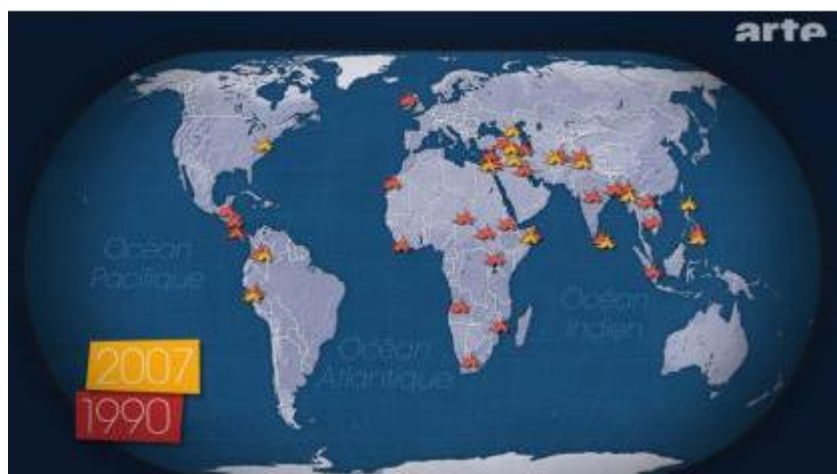 arte
Océan
Pacifique
Océan
Atlantique
Océan
Indien
2007
1990